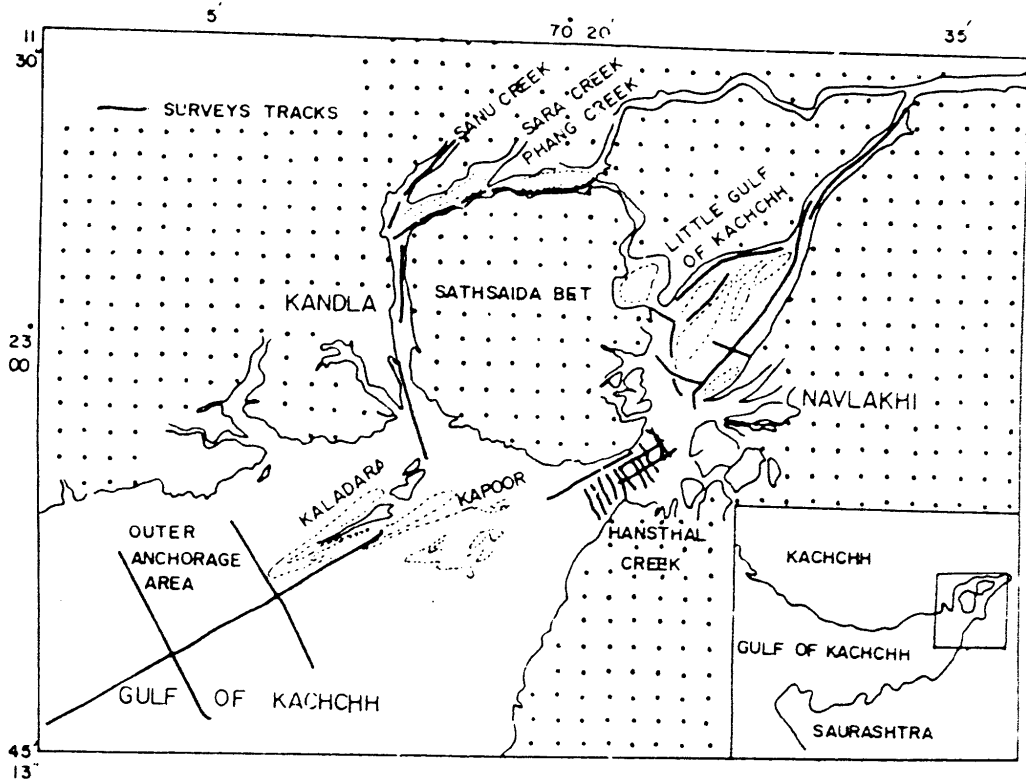 5'
70° 20'
35'
11
30'
SURVEYS TRACKS
SANU CREEK
SARA CREEK
PHANG CREEK
LITTLE GULF
OF KACHCHH
KANDLA
SATHSAIDA BET
23°
00
NAVLAKHI
KALADARA
KAPOOR
OUTER
ANCHORAGE
AREA
HANSTHAL
CREEK
KACHCHH
GULF OF KACHCHH
GULF OF KACHCHH
SAURASHTRA
45'
13"